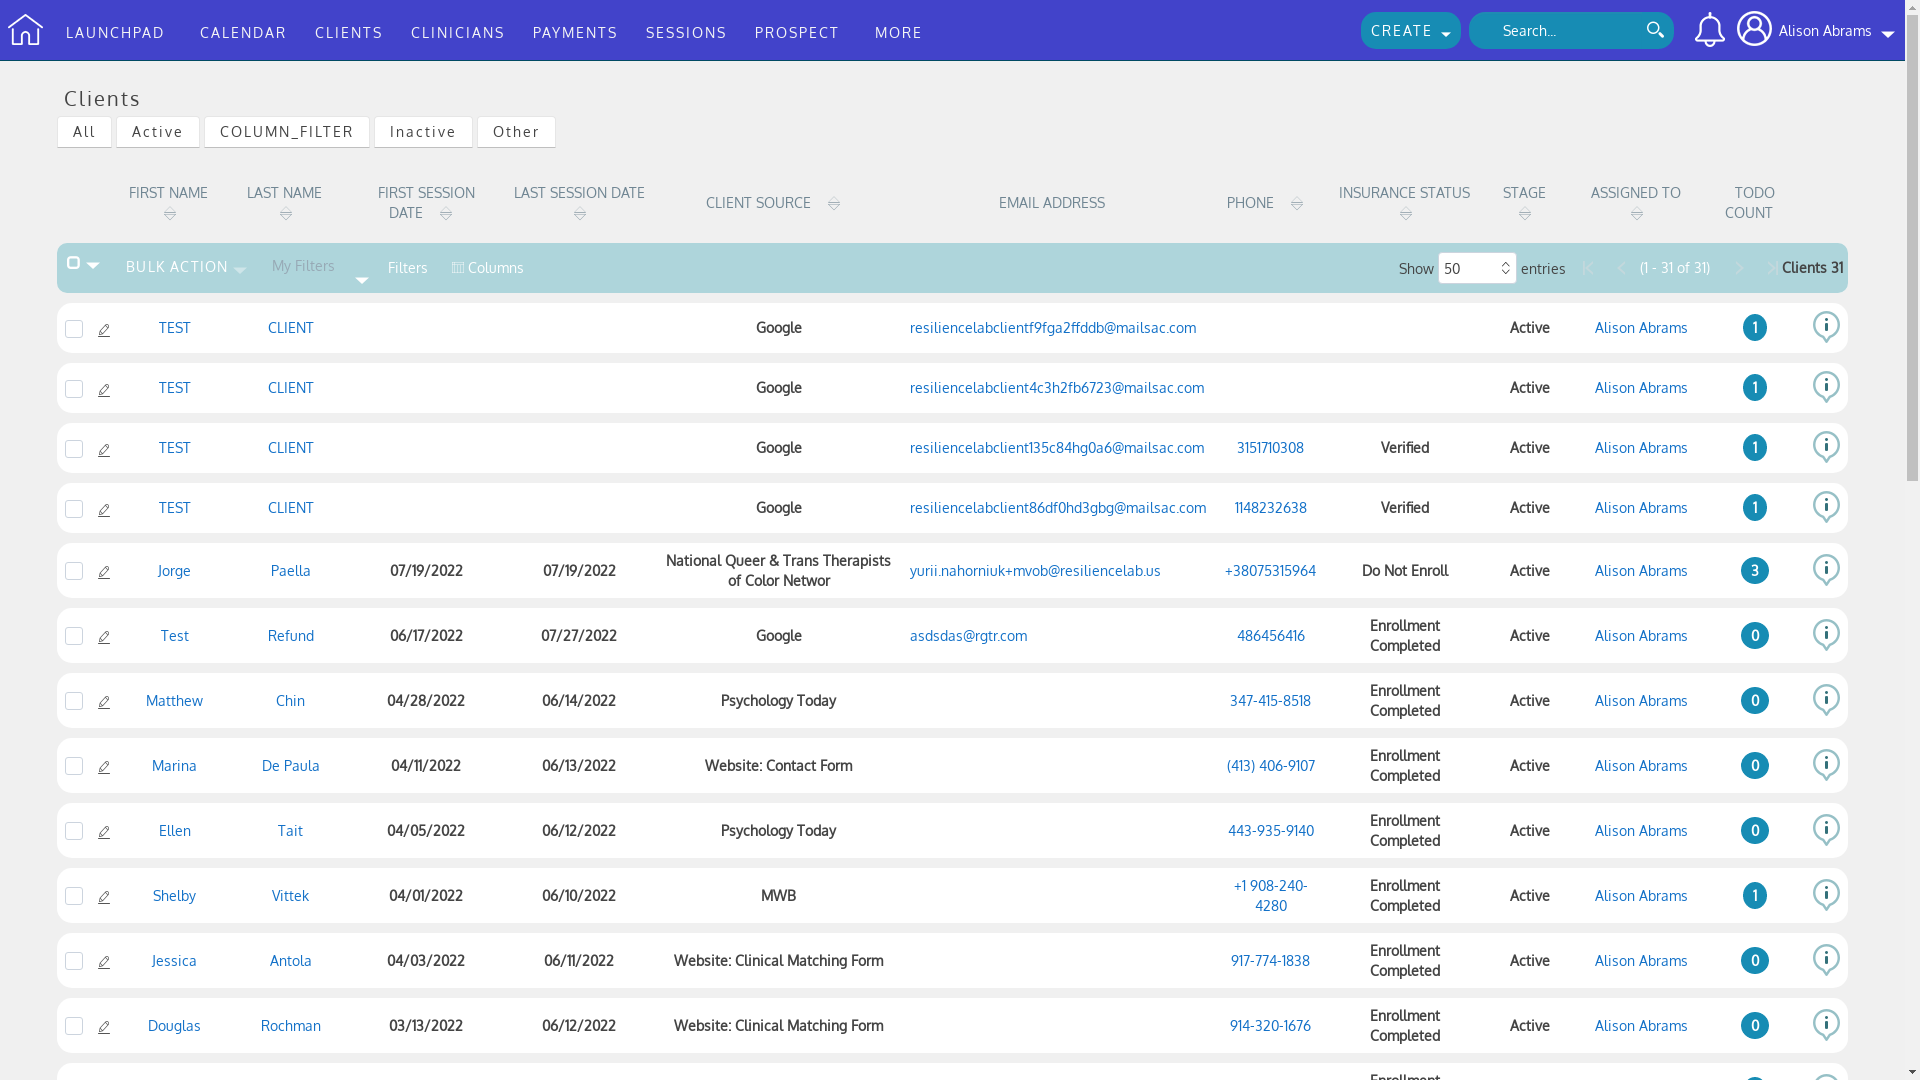 LAUNCHPAD CALENDAR CLIENTS CLINICIANS PAYMENTS SESSIONS PROSPECT MORE CREATE Search... Alison Abrams
Clients
All Active COLUMN_FILTER Inactive Other
FIRST NAME LAST NAME FIRST SESSION DATE LAST SESSION DATE CLIENT SOURCE EMAIL ADDRESS PHONE INSURANCE STATUS STAGE ASSIGNED TO TODO COUNT
BULK ACTION My Filters Filters Columns Show 50 entries (1 - 31 of 31) Clients 31
TEST CLIENT Google resiliencelabclientf9fga2ffddb@mailsac.com Active Alison Abrams 1
TEST CLIENT Google resiliencelabclient4c3h2fb6723@mailsac.com Active Alison Abrams 1
TEST CLIENT Google resiliencelabclient135c84hg0a6@mailsac.com 3151710308 Verified Active Alison Abrams 1
TEST CLIENT Google resiliencelabclient86df0hd3gbg@mailsac.com 1148232638 Verified Active Alison Abrams 1
Jorge Paella 07/19/2022 07/19/2022 National Queer & Trans Therapists of Color Networ yurii.nahorniuk+mvob@resiliencelab.us +38075315964 Do Not Enroll Active Alison Abrams 3
Test Refund 06/17/2022 07/27/2022 Google asdsdas@rgtr.com 486456416 Enrollment Completed Active Alison Abrams 0
Matthew Chin 04/28/2022 06/14/2022 Psychology Today 347-415-8518 Enrollment Completed Active Alison Abrams 0
Marina De Paula 04/11/2022 06/13/2022 Website: Contact Form (413) 406-9107 Enrollment Completed Active Alison Abrams 0
Ellen Tait 04/05/2022 06/12/2022 Psychology Today 443-935-9140 Enrollment Completed Active Alison Abrams 0
Shelby Vittek 04/01/2022 06/10/2022 MWB +1 908-240-4280 Enrollment Completed Active Alison Abrams 1
Jessica Antola 04/03/2022 06/11/2022 Website: Clinical Matching Form 917-774-1838 Enrollment Completed Active Alison Abrams 0
Douglas Rochman 03/13/2022 06/12/2022 Website: Clinical Matching Form 914-320-1676 Enrollment Completed Active Alison Abrams 0
Enrollment